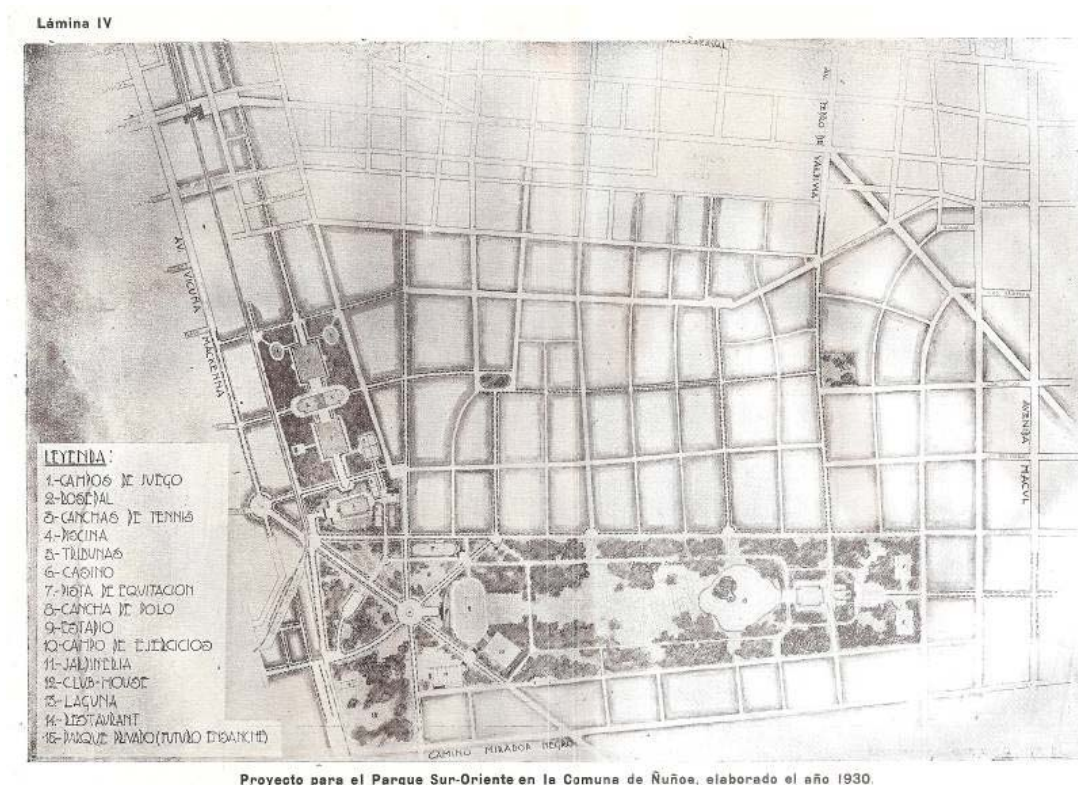 Lámina IV
AV. PEDRO DE VALDIVIA
AV. VICUÑA MACKENNA
AVENIDA MACUL
LEYENDA:
1.-CAMPOS DE JUEGO
2-ROSEDAL
3-CANCHAS DE TENNIS
4.-PISCINA
5-TRIBUNAS
6-CASINO
7.-PISTA DE EQUITACION
8-CANCHA DE POLO
9-ESTADIO
10-CAMPO DE EJERCICIOS
11-JARDINERIA
12-CLUB-HOUSE
13-LAGUNA
14-RESTAURANT
15-PARQUE PRIVADO (FUTURO ENSANCHE)
CAMINO MIRADOR NEGRO
Proyecto para el Parque Sur-Oriente en la Comuna de Ñuñoa, elaborado el año 1930.